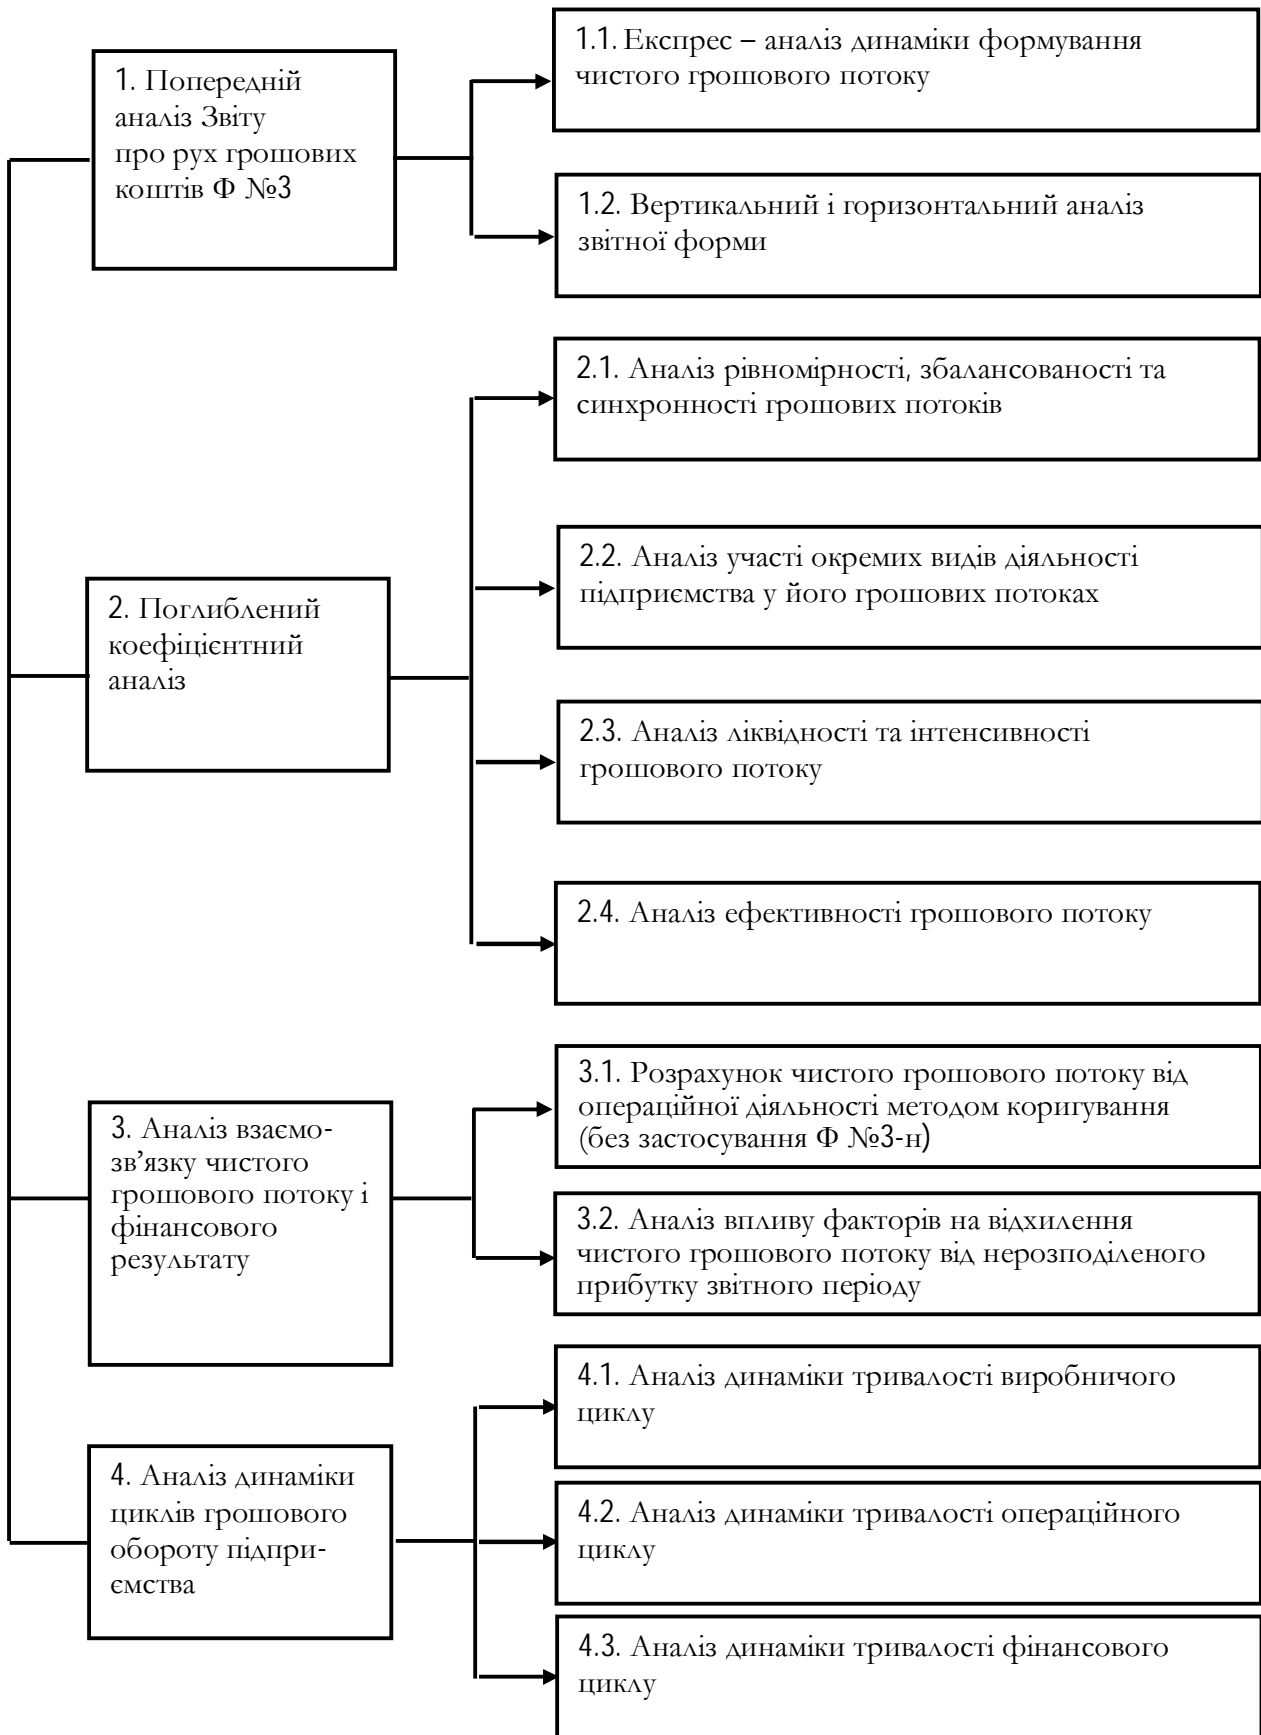 1. Попередній
аналіз Звіту
про рух грошових
коштів Ф №3
1.1. Експрес – аналіз динаміки формування
чистого грошового потоку
1.2. Вертикальний і горизонтальний аналіз
звітної форми
2. Поглиблений
коефіцієнтний
аналіз
2.1. Аналіз рівномірності, збалансованості та
синхронності грошових потоків
2.2. Аналіз участі окремих видів діяльності
підприємства у його грошових потоках
2.3. Аналіз ліквідності та інтенсивності
грошового потоку
2.4. Аналіз ефективності грошового потоку
3. Аналіз взаємо-
зв’язку чистого
грошового потоку і
фінансового
результату
3.1. Розрахунок чистого грошового потоку від
операційної діяльності методом коригування
(без застосування Ф №3-н)
3.2. Аналіз впливу факторів на відхилення
чистого грошового потоку від нерозподіленого
прибутку звітного періоду
4. Аналіз динаміки
циклів грошового
обороту підпри-
ємства
4.1. Аналіз динаміки тривалості виробничого
циклу
4.2. Аналіз динаміки тривалості операційного
циклу
4.3. Аналіз динаміки тривалості фінансового
циклу